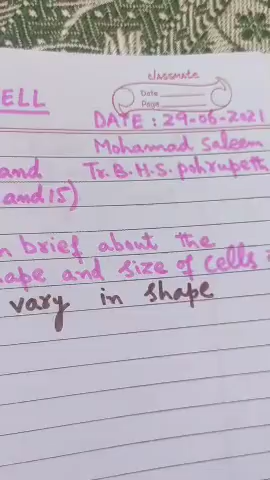 classmate
Date
Page
ELL
DATE : 29-06-2021
Mohamad Saleem
and Tr. B.H.S. pohrupeth
and 15)
n brief about the
hape and size of cells
vary in shape